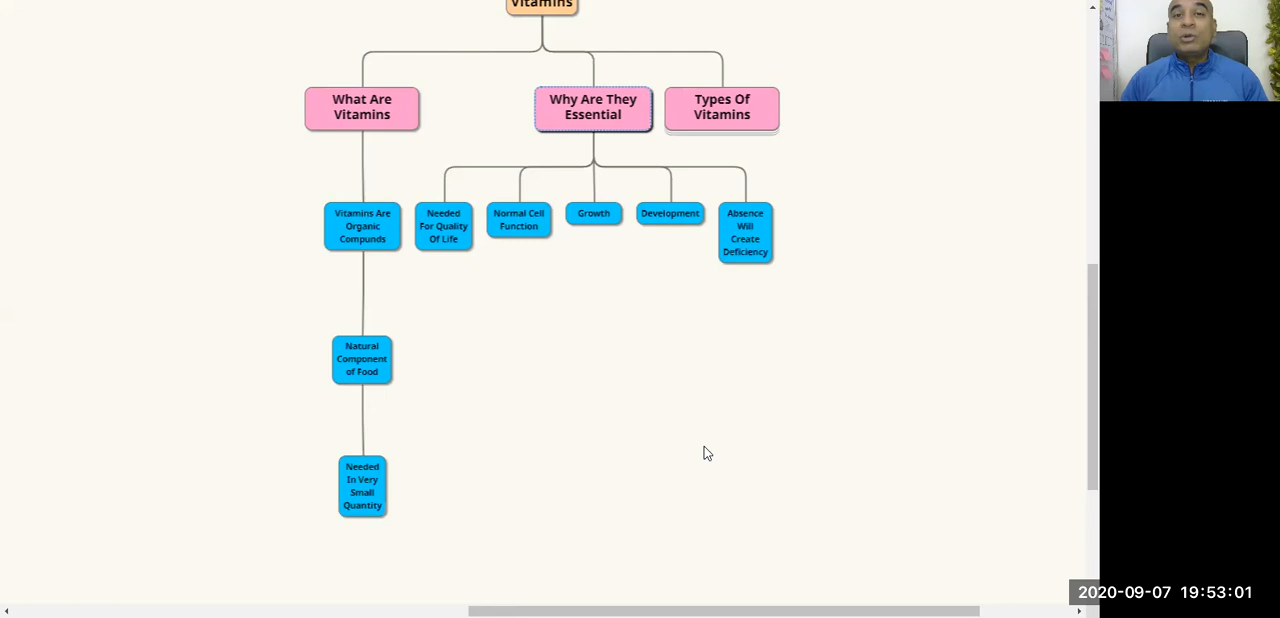 Vitamins
What Are
Vitamins
Why Are They
Essential
Types Of
Vitamins
Vitamins Are
Organic
Compunds
Needed
For Quality
Of Life
Normal Cell
Function
Growth
Development
Absence
Will
Create
Deficiency
Natural
Component
of Food
Needed
In Very
Small
Quantity
2020-09-07 19:53:01